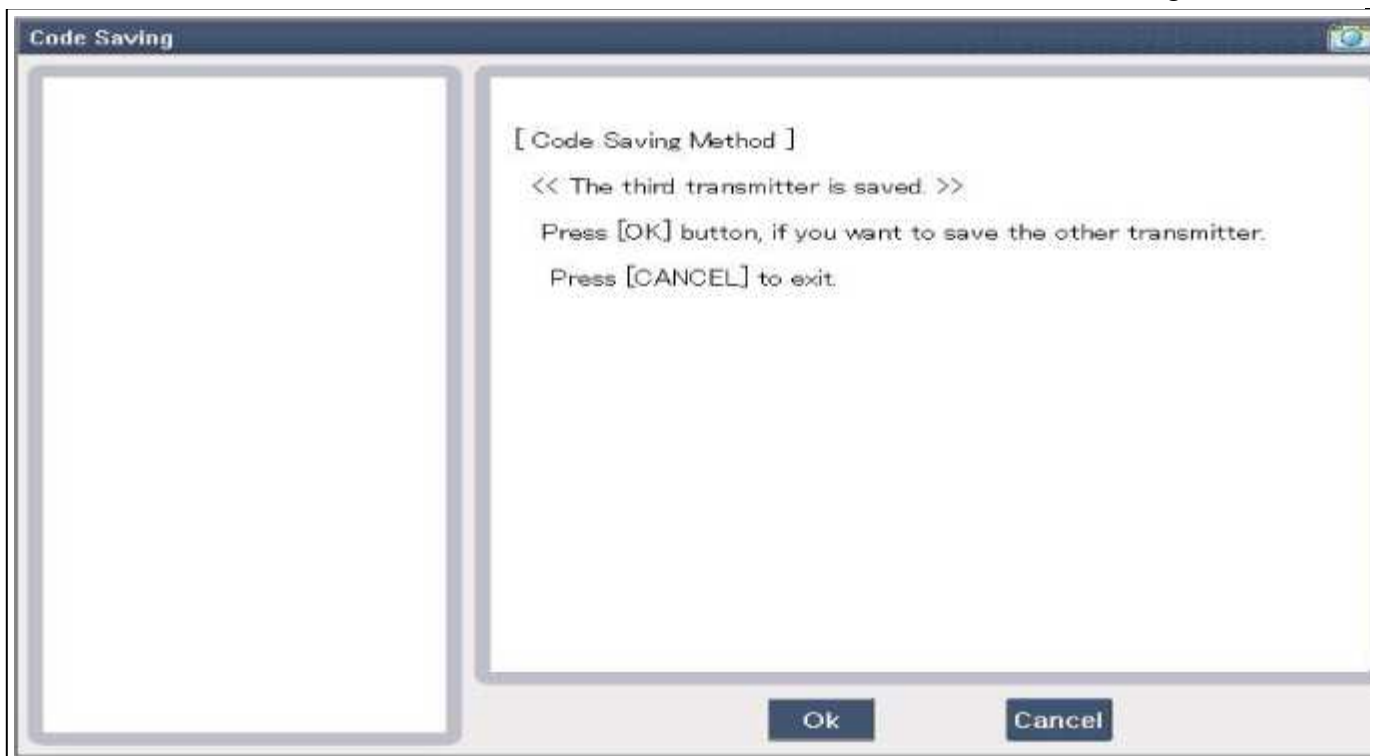 Code Saving
[ Code Saving Method ]
<< The third transmitter is saved. >>
Press [OK] button, if you want to save the other transmitter.
Press [CANCEL] to exit.
Ok
Cancel